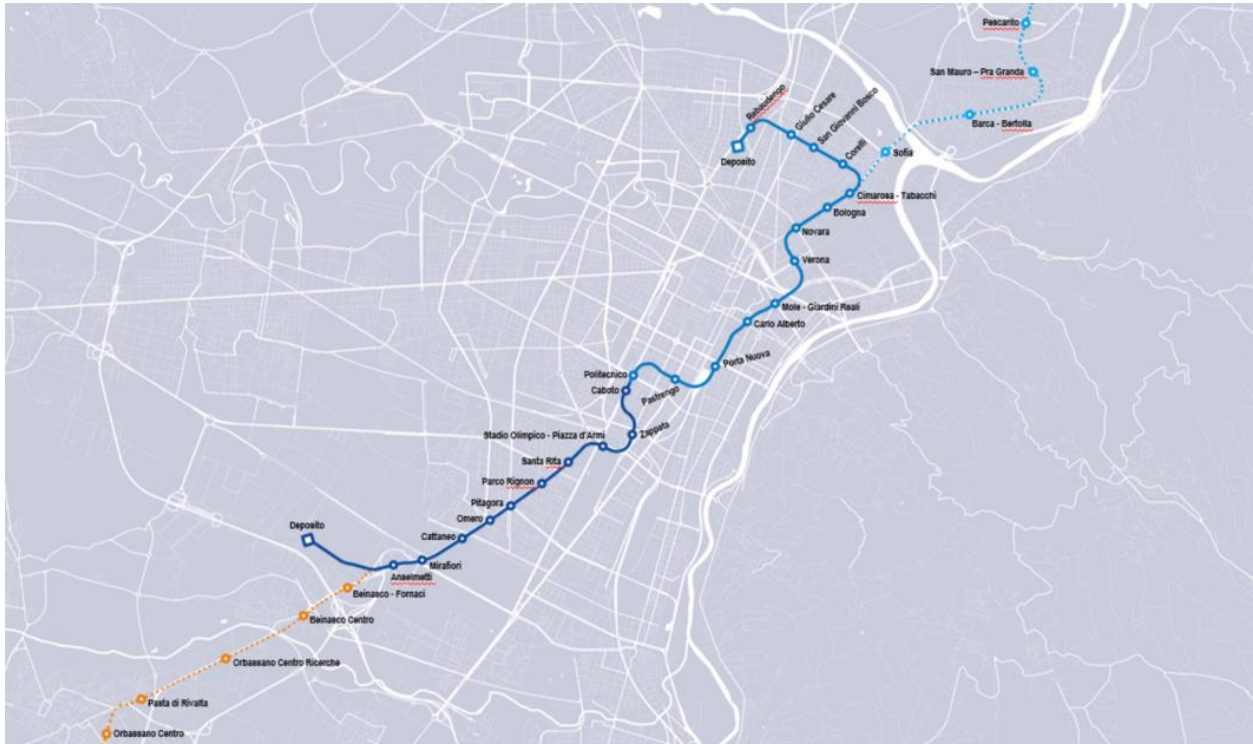 Pescarito
San Mauro – Pra Granda
Barca - Bertolla
Sofia
Rebaudengo
Giulio Cesare
San Giovanni Bosco
Corelli
Deposito
Cimarosa - Tabacchi
Bologna
Novara
Verona
Mole - Giardini Reali
Carlo Alberto
Porta Nuova
Pastrengo
Politecnico
Caboto
Zappata
Stadio Olimpico - Piazza d'Armi
Santa Rita
Parco Rignon
Pitagora
Omero
Cattaneo
Mirafiori
Anselmetti
Deposito
Beinasco - Fornaci
Beinasco Centro
Orbassano Centro Ricerche
Pasta di Rivalta
Orbassano Centro